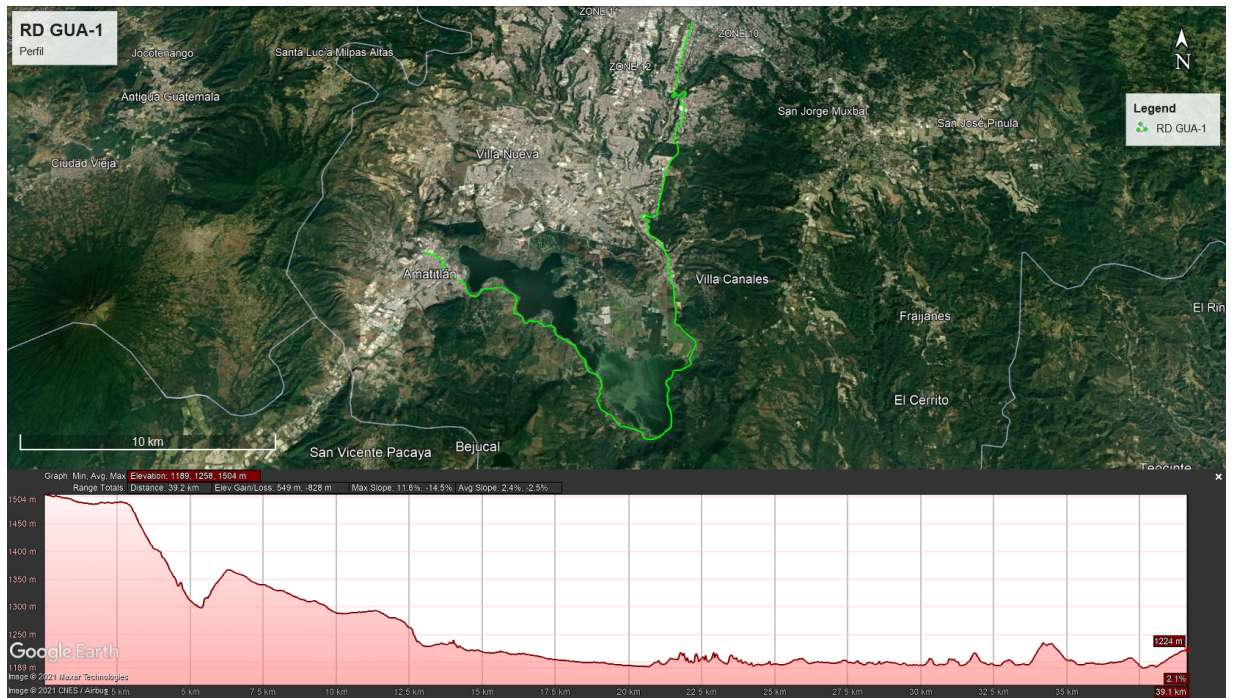 RD GUA-1
Perfil
ZONE 11
ZONE 10
ZONE 12
Jocotenango
Santa Lucía Milpas Altas
Antigua Guatemala
San Jorge Muxbal
San José Pinula
Ciudad Vieja
Villa Nueva
N
Legend
RD GUA-1
Amatitlán
Villa Canales
Fraijanes
El Rin
El Cerrito
10 km
San Vicente Pacaya
Bejucal
Teocinte
Graph: Min, Avg, Max Elevation: 1189, 1258, 1504 m
Range Totals: Distance: 39.2 km Elev Gain/Loss: 549 m, -828 m Max Slope: 11.6%, -14.5% Avg Slope: 2.4%, -2.5%
1504 m
1450 m
1400 m
1350 m
1300 m
1250 m
1224 m
Google Earth
1189 m
Image © 2021 Maxar Technologies
2.1%
Image © 2021 CNES / Airbus
2.5 km 5 km 7.5 km 10 km 12.5 km 15 km 17.5 km 20 km 22.5 km 25 km 27.5 km 30 km 32.5 km 35 km 39.1 km